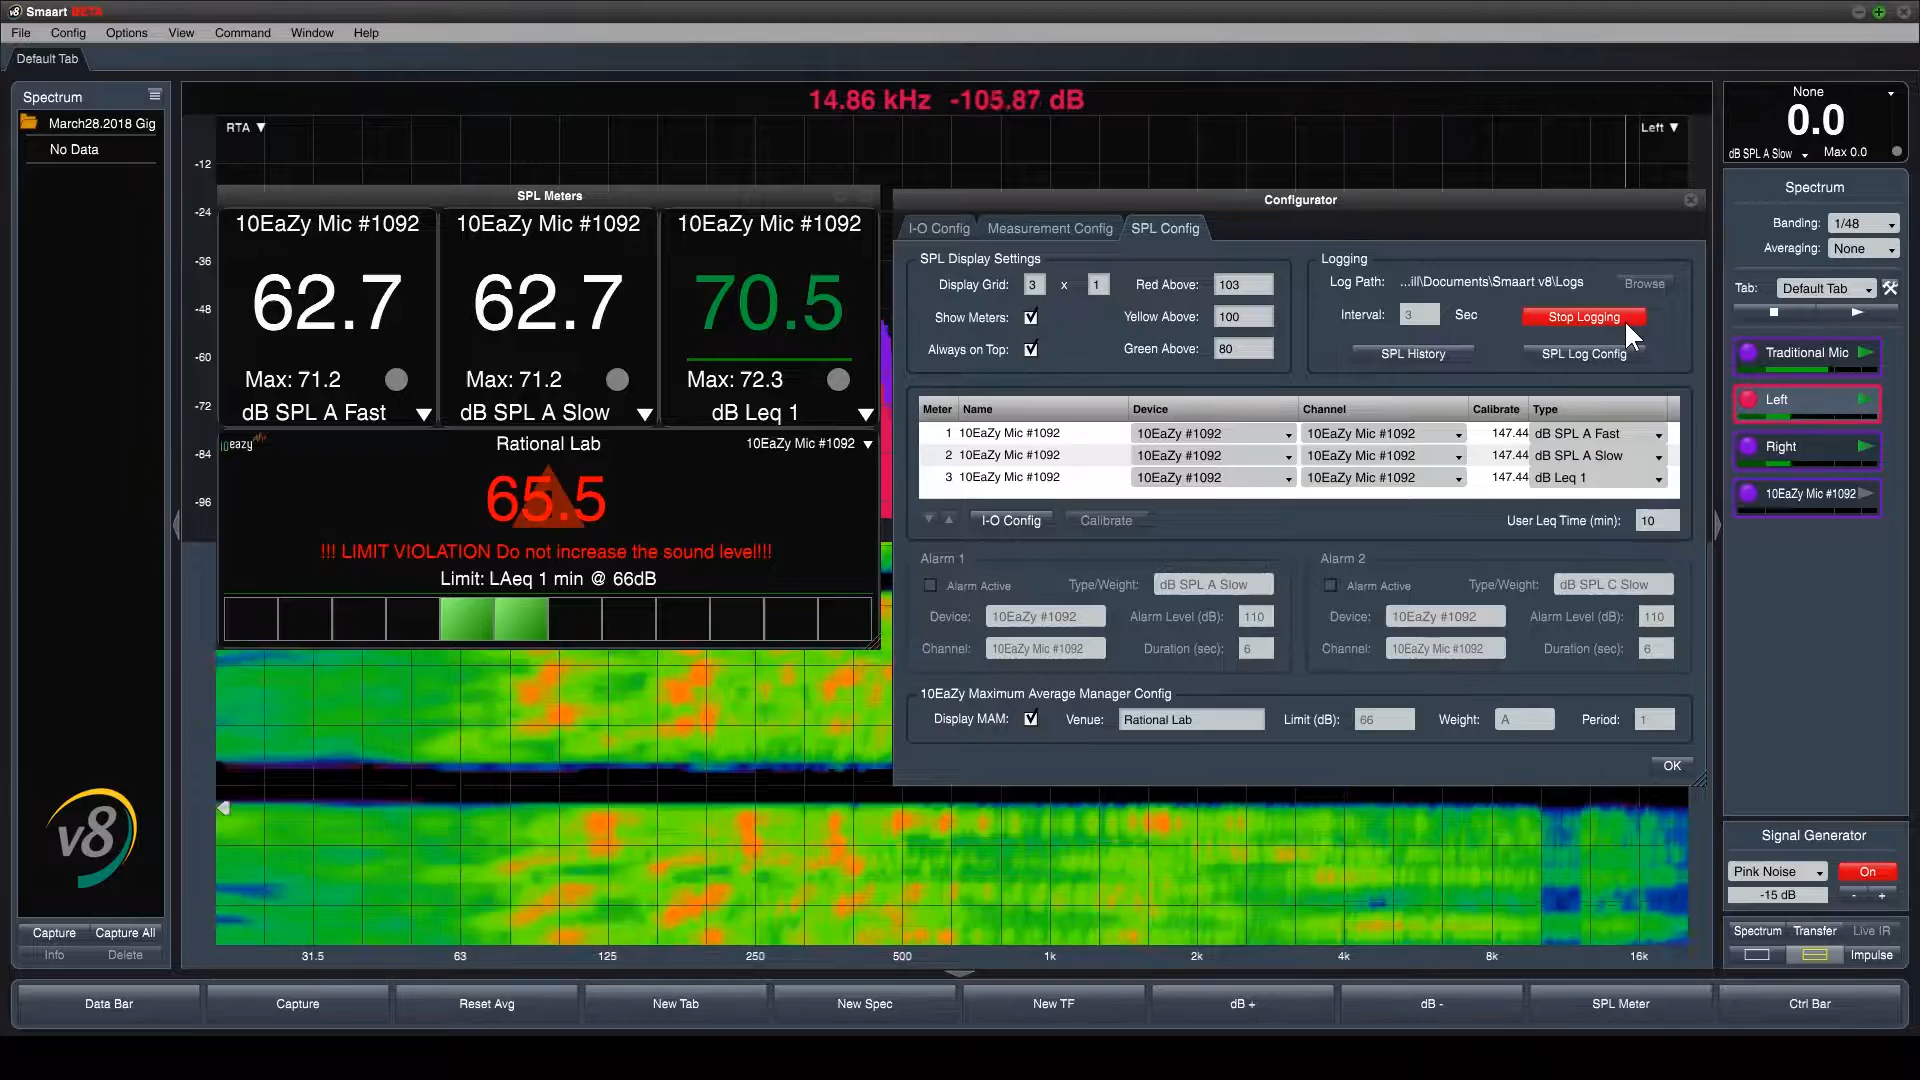 v8 Smaart BETA
File Config Options View Command Window Help
Default Tab
Spectrum
March28.2018 Gig
No Data
v8
Capture Capture All
Info Delete
14.86 kHz -105.87 dB
RTA
Left
-12
-24
-36
-48
-60
-72
-84
-96
31.5 63 125 250 500 1k 2k 4k 8k 16k
SPL Meters
10EaZy Mic #1092 10EaZy Mic #1092 10EaZy Mic #1092
62.7 62.7 70.5
Max: 71.2 Max: 71.2 Max: 72.3
dB SPL A Fast dB SPL A Slow dB Leq 1
10eazy Rational Lab 10EaZy Mic #1092
65.5
!!! LIMIT VIOLATION Do not increase the sound level!!!
Limit: LAeq 1 min @ 66dB
Configurator
I-O Config Measurement Config SPL Config
SPL Display Settings
Display Grid: 3 x 1 Red Above: 103
Show Meters: Yellow Above: 100
Always on Top: Green Above: 80
Logging
Log Path: ...ill\Documents\Smaart v8\Logs Browse
Interval: 3 Sec Stop Logging
SPL History SPL Log Config
Meter Name Device Channel Calibrate Type
1 10EaZy Mic #1092 10EaZy #1092 10EaZy Mic #1092 147.44 dB SPL A Fast
2 10EaZy Mic #1092 10EaZy #1092 10EaZy Mic #1092 147.44 dB SPL A Slow
3 10EaZy Mic #1092 10EaZy #1092 10EaZy Mic #1092 147.44 dB Leq 1
I-O Config Calibrate User Leq Time (min): 10
Alarm 1
Alarm Active Type/Weight: dB SPL A Slow
Device: 10EaZy #1092 Alarm Level (dB): 110
Channel: 10EaZy Mic #1092 Duration (sec): 6
Alarm 2
Alarm Active Type/Weight: dB SPL C Slow
Device: 10EaZy #1092 Alarm Level (dB): 110
Channel: 10EaZy Mic #1092 Duration (sec): 6
10EaZy Maximum Average Manager Config
Display MAM: Venue: Rational Lab Limit (dB): 66 Weight: A Period: 1
OK
None
0.0
dB SPL A Slow Max 0.0
Spectrum
Banding: 1/48
Averaging: None
Tab: Default Tab
Traditional Mic
Left
Right
10EaZy Mic #1092
Signal Generator
Pink Noise On
-15 dB - +
Spectrum Transfer Live IR
Impulse
Data Bar Capture Reset Avg New Tab New Spec New TF dB + dB - SPL Meter Ctrl Bar